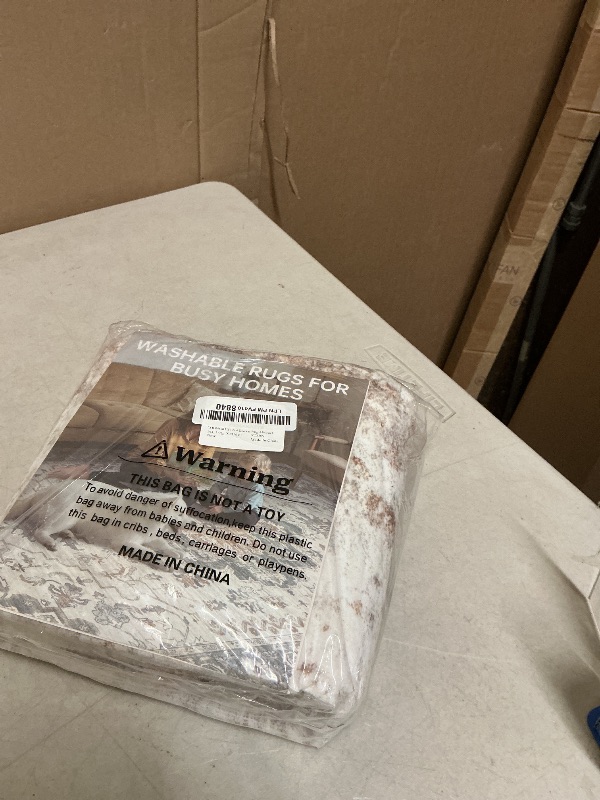 WASHABLE RUGS FOR
BUSY HOMES
8840
Warning
THIS BAG IS NOT A TOY
To avoid danger of suffocation,keep this plastic
bag away from babies and children. Do not use
this bag in cribs , beds, carriages or playpens.
MADE IN CHINA